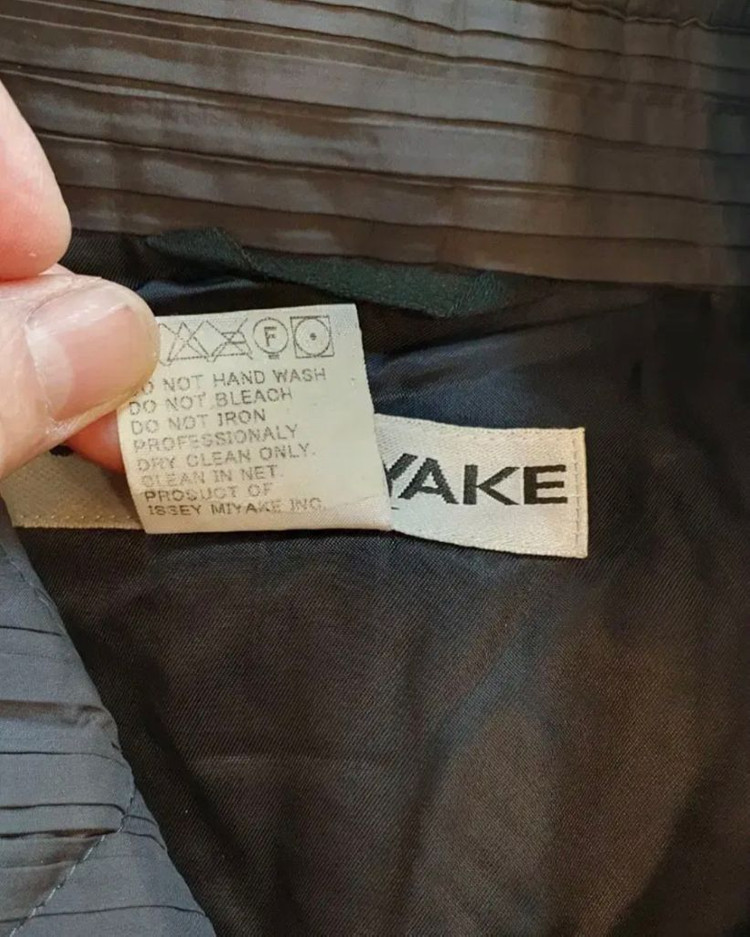 F
DO NOT HAND WASH
DO NOT BLEACH
DO NOT IRON
PROFESSIONALY
DRY CLEAN ONLY.
CLEAN IN NET.
PRODUCT OF
ISSEY MIYAKE INC.
YAKE